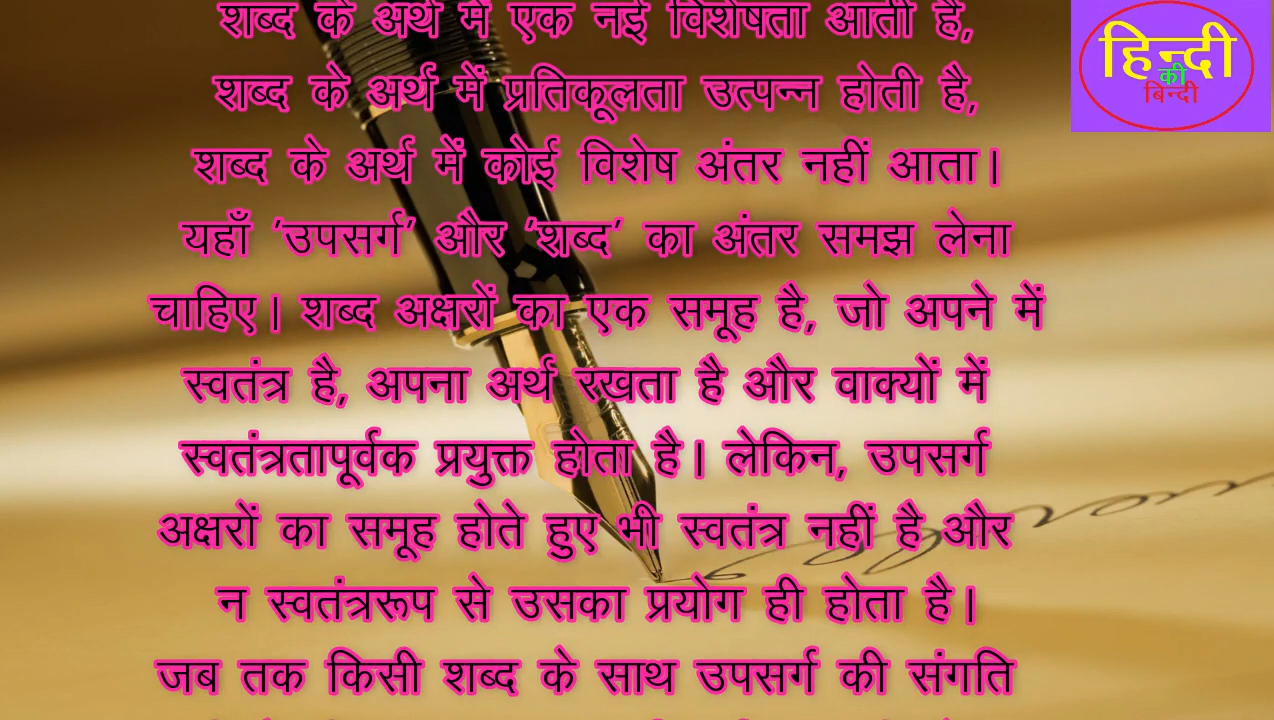 शब्द के अर्थ में एक नई विशेषता आती है,
शब्द के अर्थ में प्रतिकूलता उत्पन्न होती है,
शब्द के अर्थ में कोई विशेष अंतर नहीं आता।
यहाँ ‘उपसर्ग’ और ‘शब्द’ का अंतर समझ लेना
चाहिए। शब्द अक्षरों का एक समूह है, जो अपने में
स्वतंत्र है, अपना अर्थ रखता है और वाक्यों में
स्वतंत्रतापूर्वक प्रयुक्त होता है। लेकिन, उपसर्ग
अक्षरों का समूह होते हुए भी स्वतंत्र नहीं है और
न स्वतंत्ररूप से उसका प्रयोग ही होता है।
जब तक किसी शब्द के साथ उपसर्ग की संगति
हिन्दी
की
बिन्दी